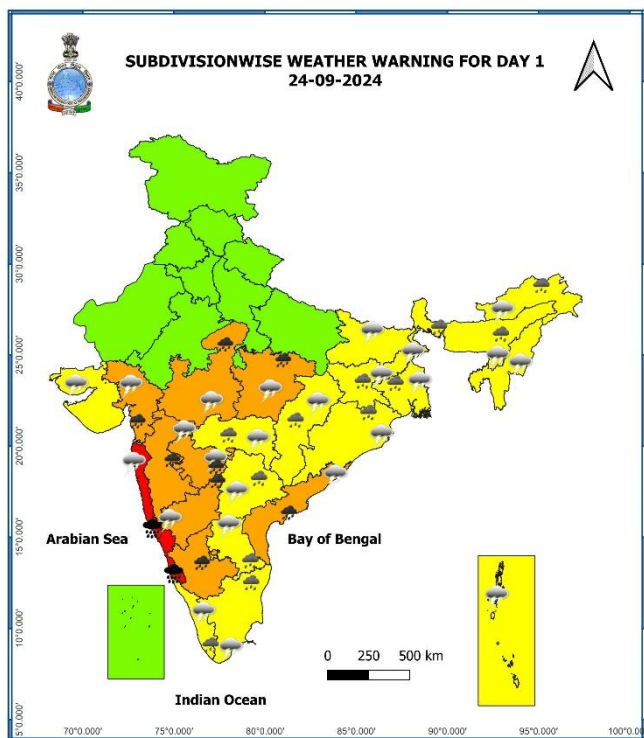 SUBDIVISIONWISE WEATHER WARNING FOR DAY 1
24-09-2024
40°0.000'
35°0.000'
30°0.000'
25°0.000'
20°0.000'
15°0.000'
10°0.000'
5°0.000'
Arabian Sea
Bay of Bengal
0 250 500 km
Indian Ocean
70°0.000' 75°0.000' 80°0.000' 85°0.000' 90°0.000' 95°0.000' 100°0.000'